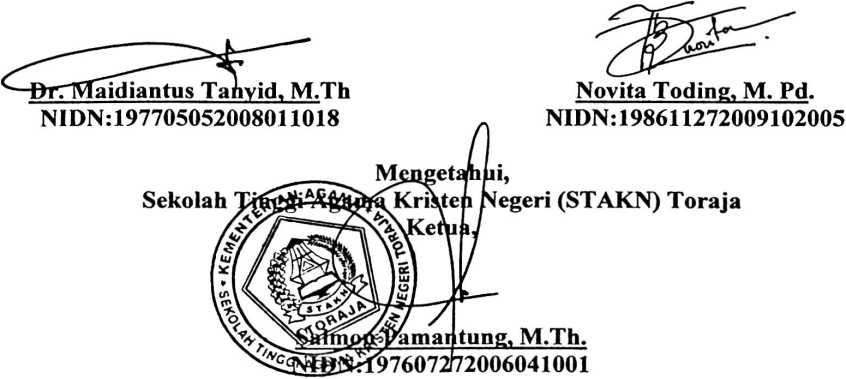 Dr. Maidiantus Tanyid, M.Th
NIDN:197705052008011018
Novita Toding, M. Pd.
NIDN:198611272009102005
Mengetahui,
Sekolah Tinggi Agama Kristen Negeri (STAKN) Toraja
Ketua,
KEMENTERIAN AGAMA
SEKOLAH TINGGI AGAMA KRISTEN NEGERI TORAJA
STAKN
TORAJA
Salmon Pamantung, M.Th.
NIDN:197607272006041001